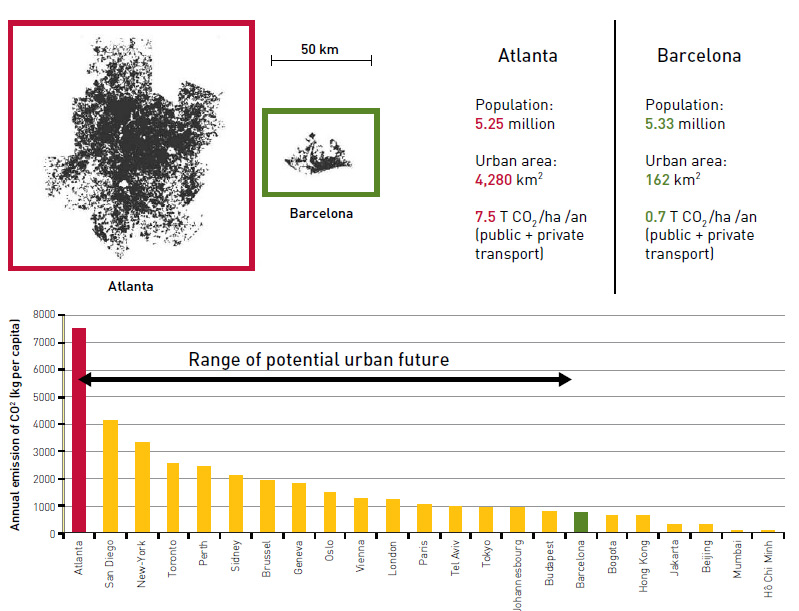 50 km
Atlanta
Barcelona
Atlanta
Population:
5.25 million
Urban area:
4,280 km²
7.5 T CO₂/ha /an
(public + private
transport)
Barcelona
Population:
5.33 million
Urban area:
162 km²
0.7 T CO₂/ha /an
(public + private
transport)
Annual emission of CO² (kg per capita)
8000
7000
6000
5000
4000
3000
2000
1000
0
Range of potential urban future
Atlanta
San Diego
New-York
Toronto
Perth
Sidney
Brussel
Geneva
Oslo
Vienna
London
Paris
Tel Aviv
Tokyo
Johannesbourg
Budapest
Barcelona
Bogota
Hong Kong
Jakarta
Beijing
Mumbai
Hô Chi Minh